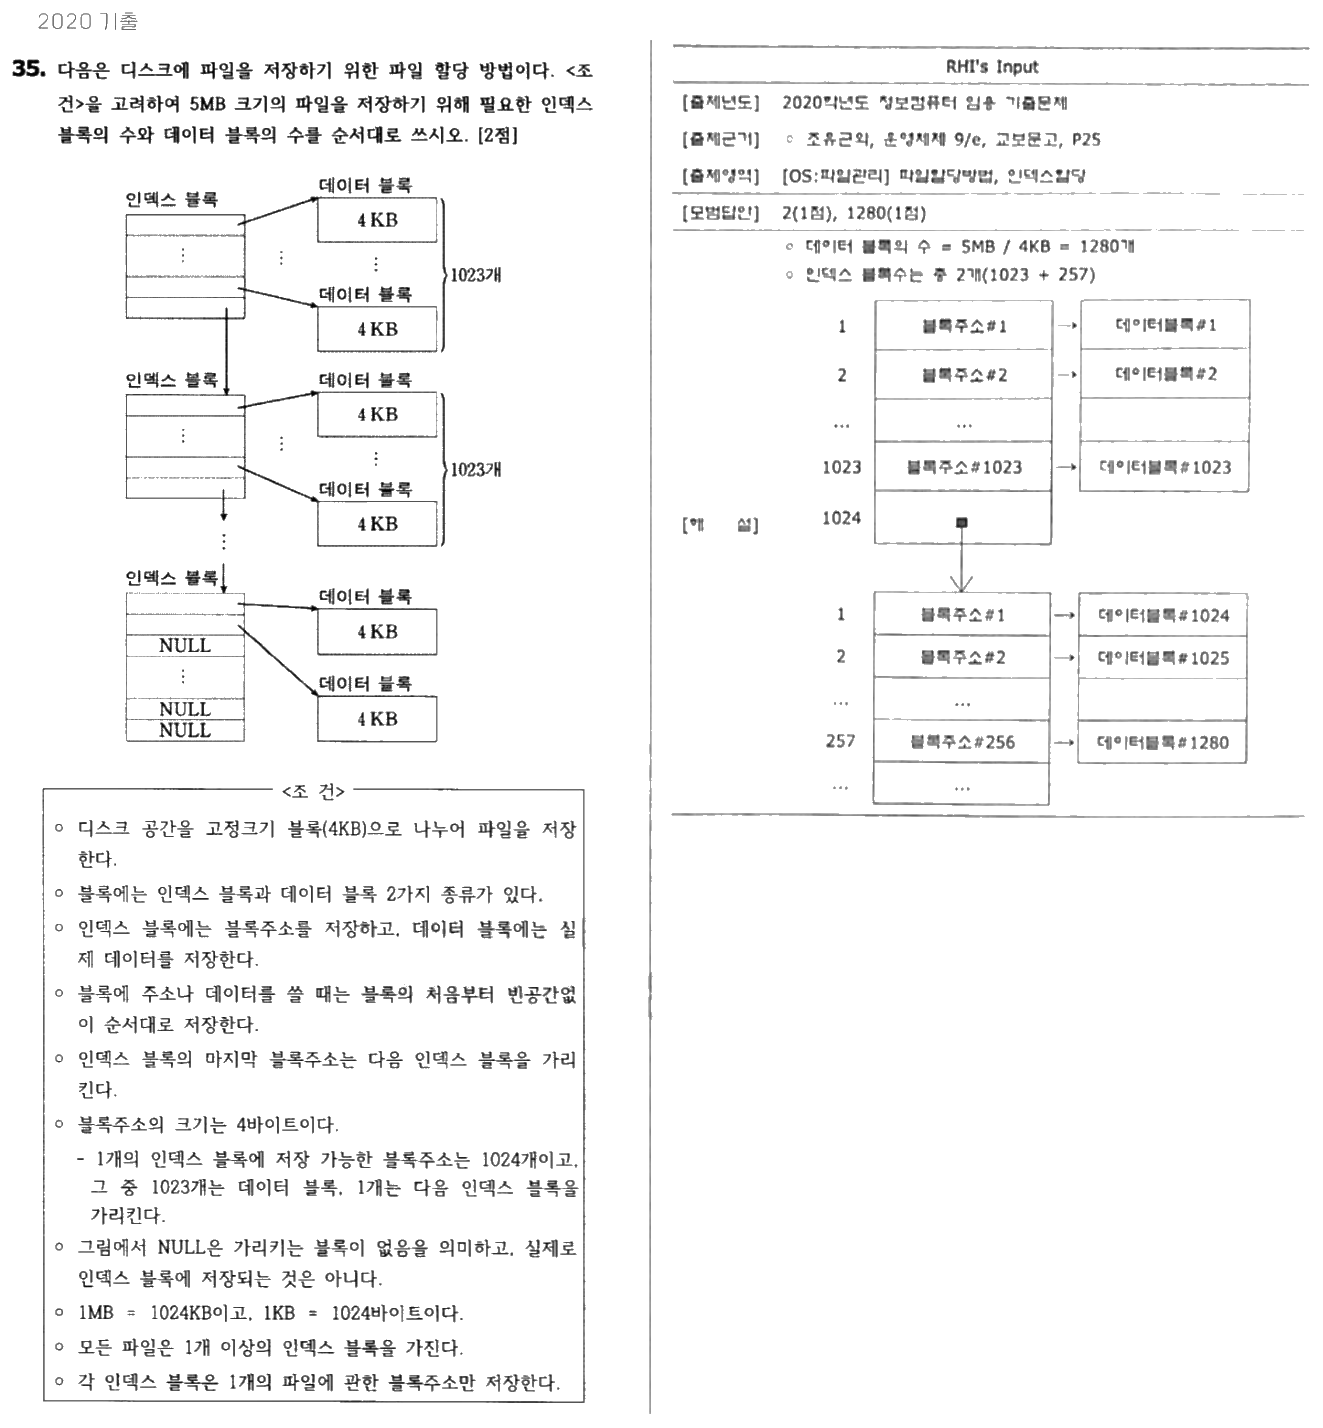 2020 기출
35. 다음은 디스크에 파일을 저장하기 위한 파일 할당 방법이다. <조
건>을 고려하여 5MB 크기의 파일을 저장하기 위해 필요한 인덱스
블록의 수와 데이터 블록의 수를 순서대로 쓰시오. [2점]
인덱스 블록
데이터 블록
4 KB
⋮
⋮
⋮
1023개
데이터 블록
4 KB
인덱스 블록
데이터 블록
4 KB
⋮
⋮
⋮
1023개
데이터 블록
4 KB
⋮
인덱스 블록
데이터 블록
4 KB
NULL
⋮
데이터 블록
NULL
4 KB
NULL
<조 건>
○ 디스크 공간을 고정크기 블록(4KB)으로 나누어 파일을 저장
한다.
○ 블록에는 인덱스 블록과 데이터 블록 2가지 종류가 있다.
○ 인덱스 블록에는 블록주소를 저장하고, 데이터 블록에는 실
제 데이터를 저장한다.
○ 블록에 주소나 데이터를 쓸 때는 블록의 처음부터 빈공간없
이 순서대로 저장한다.
○ 인덱스 블록의 마지막 블록주소는 다음 인덱스 블록을 가리
킨다.
○ 블록주소의 크기는 4바이트이다.
- 1개의 인덱스 블록에 저장 가능한 블록주소는 1024개이고,
그 중 1023개는 데이터 블록, 1개는 다음 인덱스 블록을
가리킨다.
○ 그림에서 NULL은 가리키는 블록이 없음을 의미하고, 실제로
인덱스 블록에 저장되는 것은 아니다.
○ 1MB = 1024KB이고, 1KB = 1024바이트이다.
○ 모든 파일은 1개 이상의 인덱스 블록을 가진다.
○ 각 인덱스 블록은 1개의 파일에 관한 블록주소만 저장한다.
RHI's Input
[출제년도] 2020학년도 정보컴퓨터 임용 기출문제
[출제근거] ○ 조유근외, 운영체제 9/e, 교보문고, P25
[출제영역] [OS:파일관리] 파일할당방법, 인덱스할당
[모범답안] 2(1점), 1280(1점)
○ 데이터 블록의 수 = 5MB / 4KB = 1280개
○ 인덱스 블록수는 총 2개(1023 + 257)
1 블록주소#1 → 데이터블록#1
2 블록주소#2 → 데이터블록#2
... ...
1023 블록주소#1023 → 데이터블록#1023
[해 설] 1024
1 블록주소#1 → 데이터블록#1024
2 블록주소#2 → 데이터블록#1025
... ...
257 블록주소#256 → 데이터블록#1280
... ...